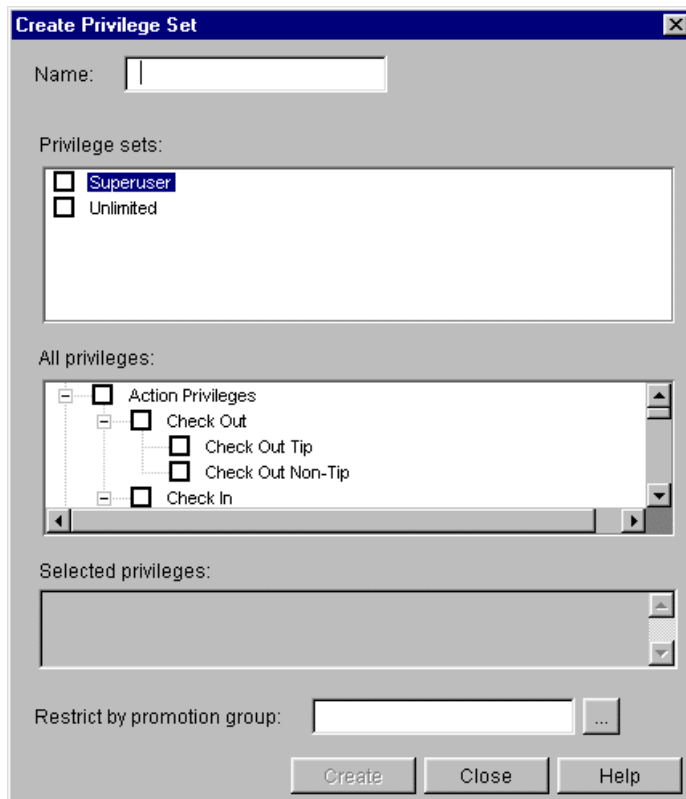 Create Privilege Set
Name:
Privilege sets:
Superuser
Unlimited
All privileges:
Action Privileges
Check Out
Check Out Tip
Check Out Non-Tip
Check In
Selected privileges:
Restrict by promotion group:
...
Create Close Help